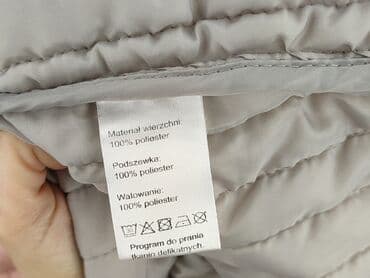 Materiał wierzchni:
100% poliester
Podszewka:
100% poliester
Watowanie:
100% poliester
Program do prania
tkanin delikatnych